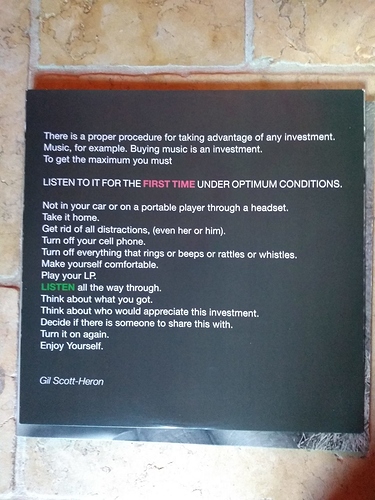 There is a proper procedure for taking advantage of any investment.
Music, for example. Buying music is an investment.
To get the maximum you must
LISTEN TO IT FOR THE FIRST TIME UNDER OPTIMUM CONDITIONS.
Not in your car or on a portable player through a headset.
Take it home.
Get rid of all distractions, (even her or him).
Turn off your cell phone.
Turn off everything that rings or beeps or rattles or whistles.
Make yourself comfortable.
Play your LP.
LISTEN all the way through.
Think about what you got.
Think about who would appreciate this investment.
Decide if there is someone to share this with.
Turn it on again.
Enjoy Yourself.
Gil Scott-Heron